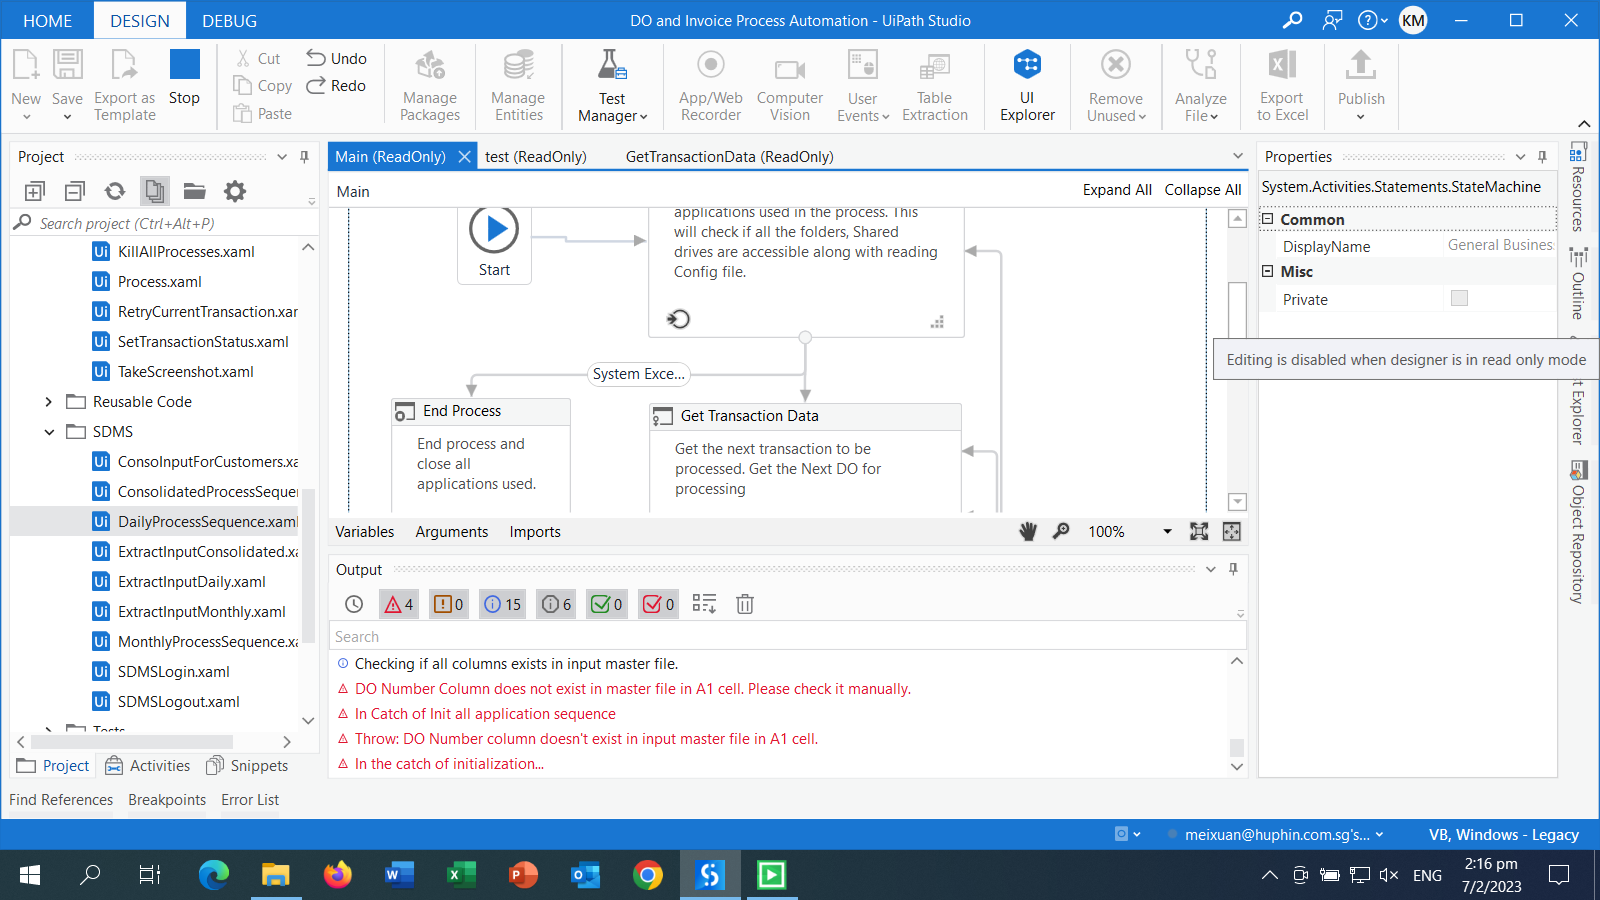 HOME
DESIGN
DEBUG
DO and Invoice Process Automation - UiPath Studio
KM
New
Save
Export as
Template
Stop
Cut
Copy
Paste
Undo
Redo
Manage
Packages
Manage
Entities
Test
Manager
App/Web
Recorder
Computer
Vision
User
Events
Table
Extraction
UI
Explorer
Remove
Unused
Analyze
File
Export
to Excel
Publish
Project
Search project (Ctrl+Alt+P)
KillAllProcesses.xaml
Process.xaml
RetryCurrentTransaction.xar
SetTransactionStatus.xaml
TakeScreenshot.xaml
Reusable Code
SDMS
ConsoInputForCustomers.xa
ConsolidatedProcessSequer
DailyProcessSequence.xaml
ExtractInputConsolidated.xa
ExtractInputDaily.xaml
ExtractInputMonthly.xaml
MonthlyProcessSequence.xa
SDMSLogin.xaml
SDMSLogout.xaml
Tests
Project
Activities
Snippets
Find References
Breakpoints
Error List
Main (ReadOnly)
test (ReadOnly)
GetTransactionData (ReadOnly)
Main
Expand All
Collapse All
Start
applications used in the process. This
will check if all the folders, Shared
drives are accessible along with reading
Config file.
System Exce...
End Process
End process and
close all
applications used.
Get Transaction Data
Get the next transaction to be
processed. Get the Next DO for
processing
Variables
Arguments
Imports
100%
Output
4
0
15
6
0
0
Search
Checking if all columns exists in input master file.
DO Number Column does not exist in master file in A1 cell. Please check it manually.
In Catch of Init all application sequence
Throw: DO Number column doesn't exist in input master file in A1 cell.
In the catch of initialization...
Properties
System.Activities.Statements.StateMachine
Common
DisplayName
General Busines
Misc
Private
Editing is disabled when designer is in read only mode
Resources
Outline
t Explorer
Object Repository
meixuan@huphin.com.sg's...
VB, Windows - Legacy
ENG
2:16 pm
7/2/2023